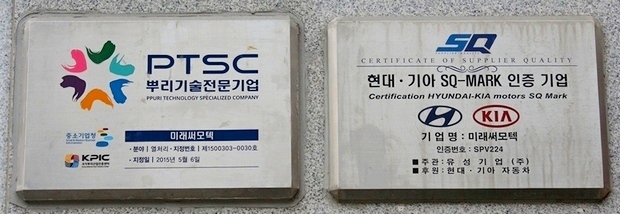 PTSC
뿌리기술전문기업
PPURI TECHNOLOGY SPECIALIZED COMPANY
중소기업청
미래써모텍
· 분야 | 열처리 · 지정번호 | 제1500303-0030호
KPIC
· 지정일 | 2015년 5월 6일
SQ
CERTIFICATE OF SUPPLIER QUALITY
현대 · 기아 SQ-MARK 인증 기업
Certification HYUNDAI-KIA motors SQ Mark
KIA
기 업 명 : 미래써모텍
인증번호 : SPV224
■ 주관 : 유 성 기 업 (주)
■ 후원 : 현대 · 기아 자동차